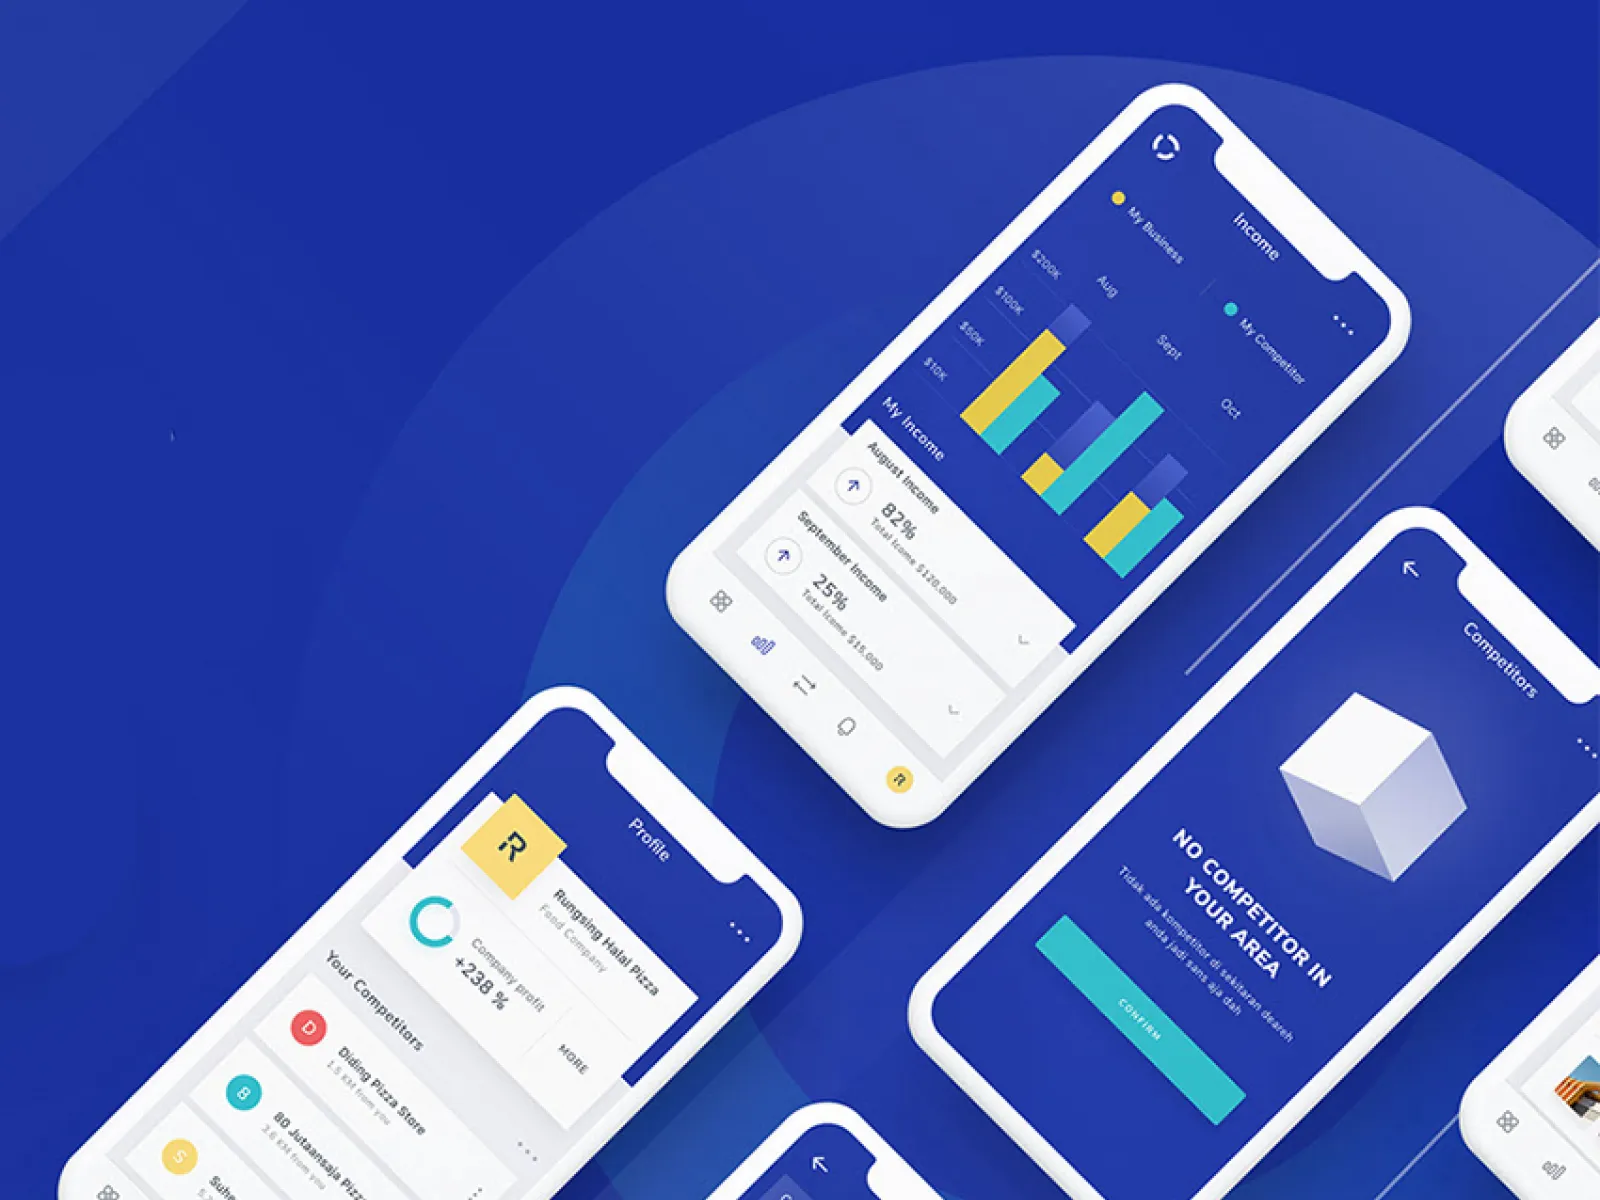 Income
My Business
My Competitor
$200K
$100K
$50K
$10K
Aug
Sept
Oct
My Income
August Income
82%
Total Icome $120,000
September Income
25%
Total Icome $15,000
R
Competitors
NO COMPETITOR IN
YOUR AREA
Tidak ada kompetitor di sekitaran deareh
anda jadi sans aja dah
CONFIRM
Profile
R
Rungsing Halal Pizza
Food Company
Company profit
+238 %
MORE
Your Competitors
D
Diding Pizza Store
1.5 KM from you
B
80 Jutaansaja Pizza
3.6 KM from you
S